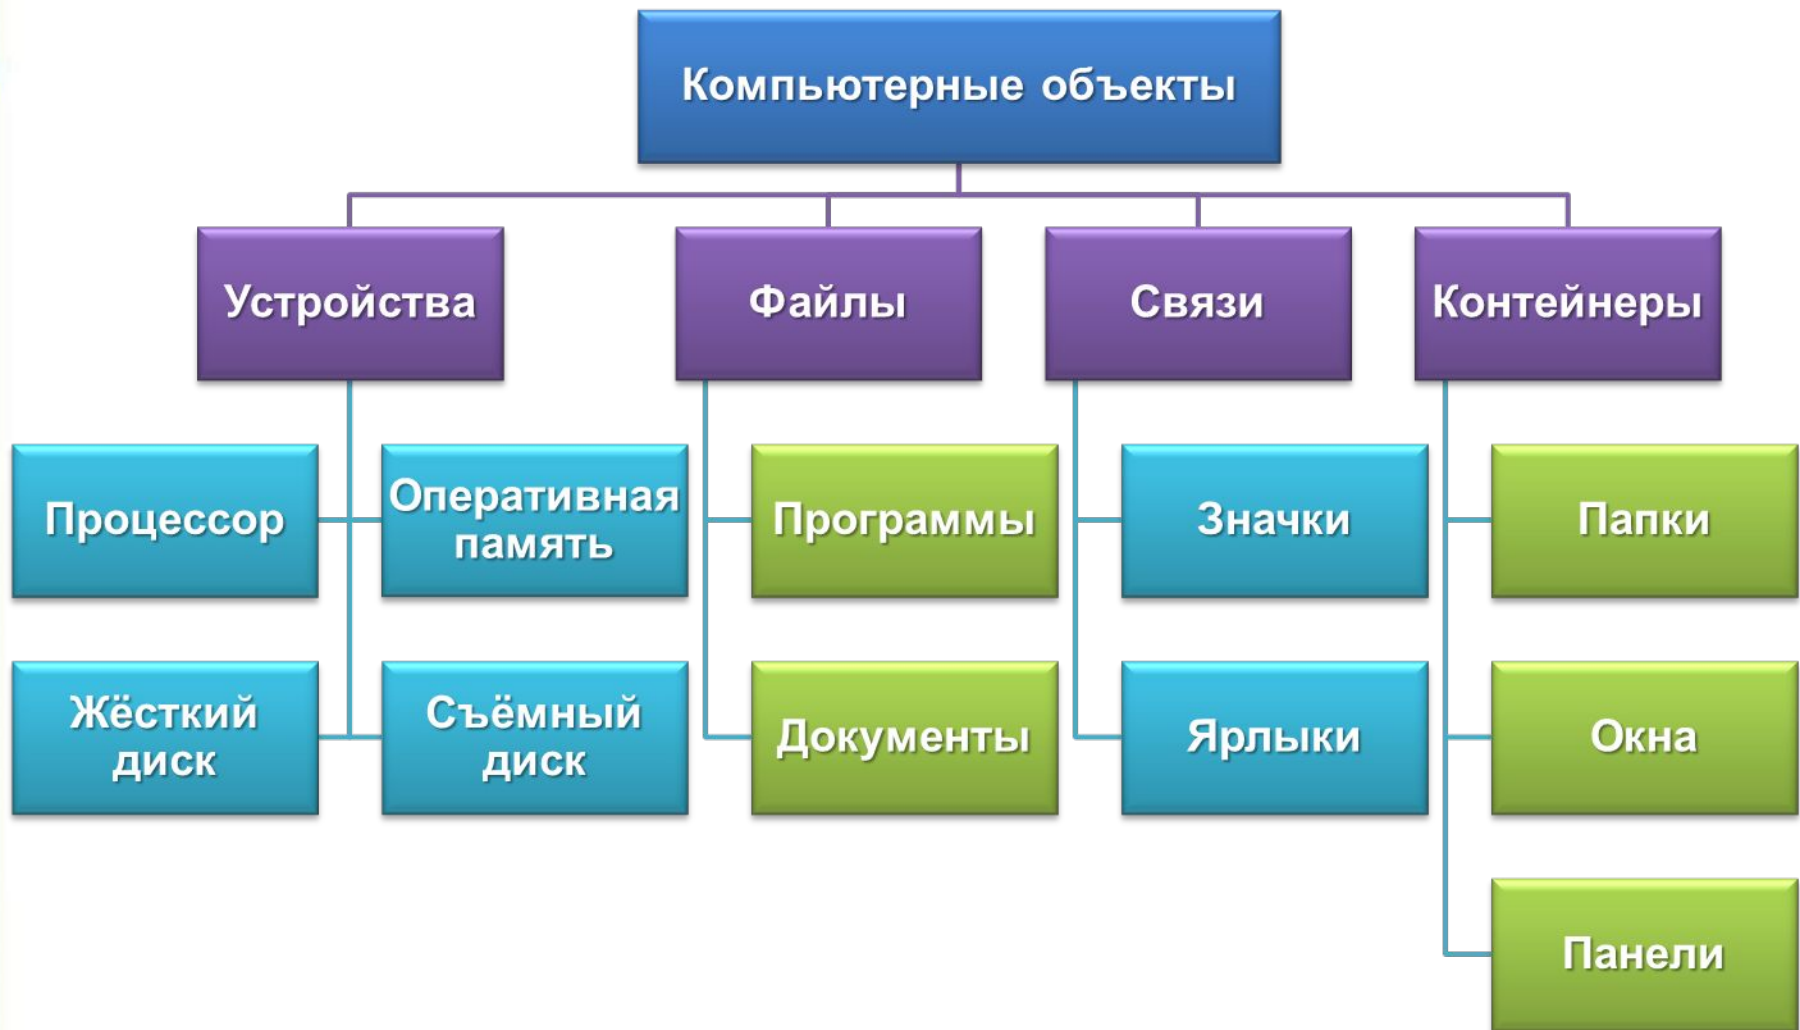 Компьютерные объекты
Устройства
Файлы
Связи
Контейнеры
Процессор
Оперативная
память
Программы
Значки
Папки
Жёсткий
диск
Съёмный
диск
Документы
Ярлыки
Окна
Панели